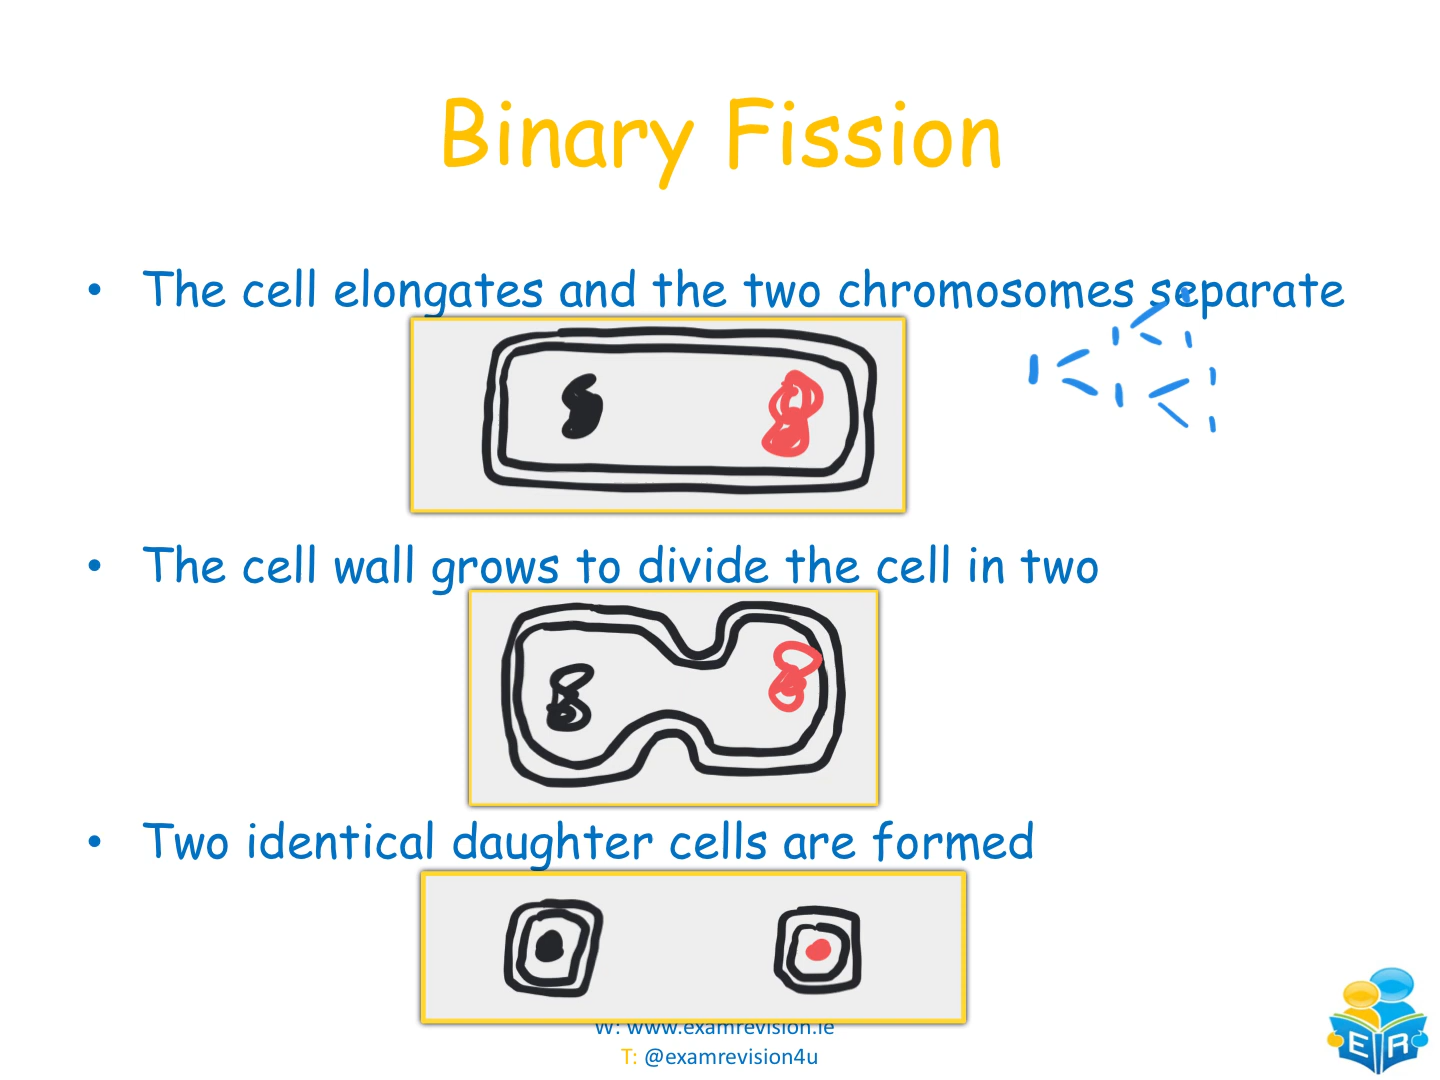 Binary Fission
• The cell elongates and the two chromosomes separate
• The cell wall grows to divide the cell in two
• Two identical daughter cells are formed
W: www.examrevision.ie
T: @examrevision4u
E R